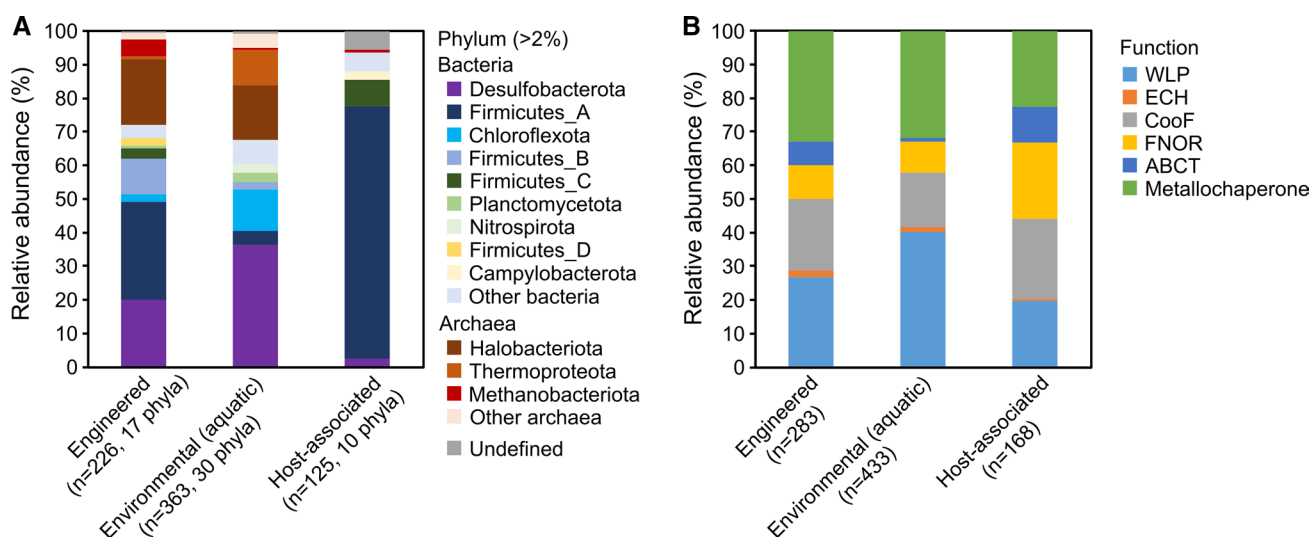 A
Relative abundance (%)
100
90
80
70
60
50
40
30
20
10
0
Engineered
(n=226, 17 phyla)
Environmental (aquatic)
(n=363, 30 phyla)
Host-associated
(n=125, 10 phyla)
Phylum (>2%)
Bacteria
Desulfobacterota
Firmicutes_A
Chloroflexota
Firmicutes_B
Firmicutes_C
Planctomycetota
Nitrospirota
Firmicutes_D
Campylobacterota
Other bacteria
Archaea
Halobacteriota
Thermoproteota
Methanobacteriota
Other archaea
Undefined
B
Relative abundance (%)
100
90
80
70
60
50
40
30
20
10
0
Engineered
(n=283)
Environmental (aquatic)
(n=433)
Host-associated
(n=168)
Function
WLP
ECH
CooF
FNOR
ABCT
Metallochaperone